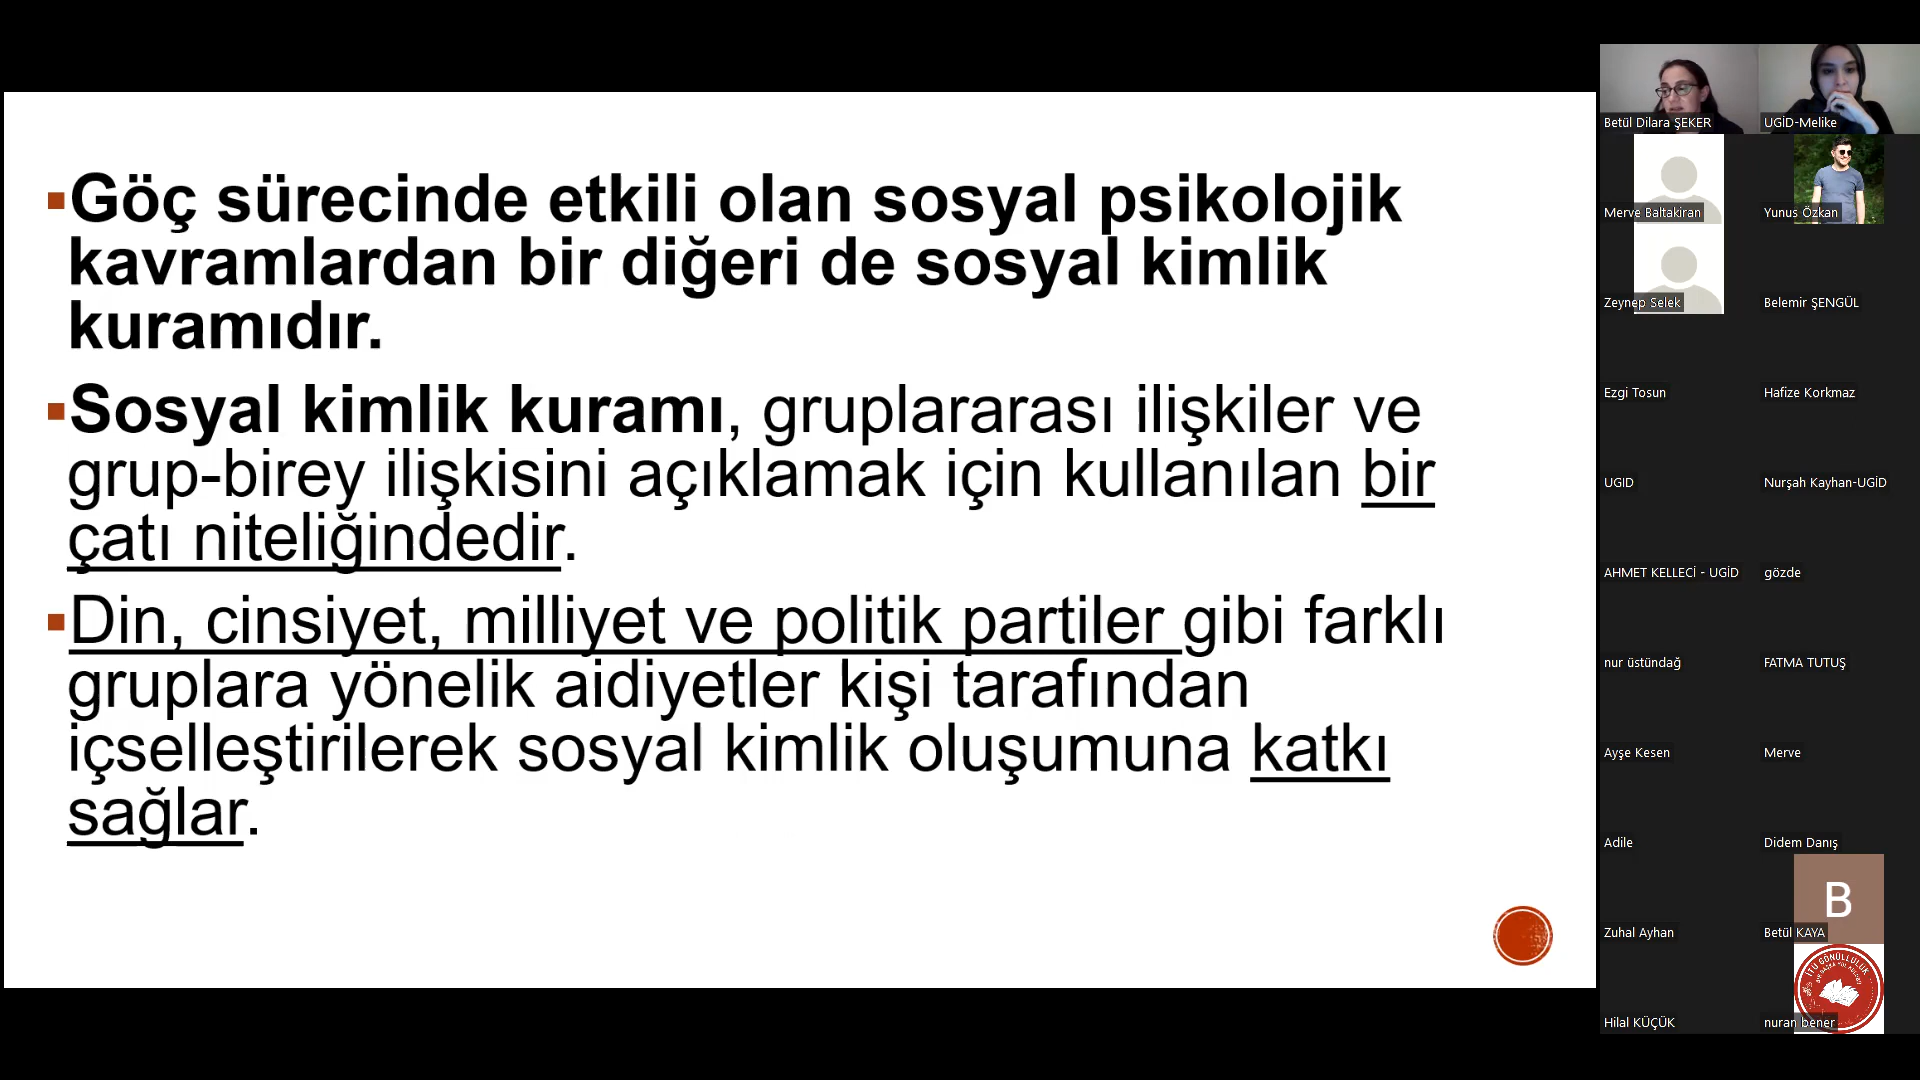 Göç sürecinde etkili olan sosyal psikolojik
kavramlardan bir diğeri de sosyal kimlik
kuramıdır.
Sosyal kimlik kuramı, gruplararası ilişkiler ve
grup-birey ilişkisini açıklamak için kullanılan bir
çatı niteliğindedir.
Din, cinsiyet, milliyet ve politik partiler gibi farklı
gruplara yönelik aidiyetler kişi tarafından
içselleştirilerek sosyal kimlik oluşumuna katkı
sağlar.
Betül Dilara ŞEKER
UGİD-Melike
Merve Baltakiran
Yunus Özkan
Zeynep Selek
Belemir ŞENGÜL
Ezgi Tosun
Hafize Korkmaz
UGID
Nurşah Kayhan-UGİD
AHMET KELLECİ - UGİD
gözde
nur üstündağ
FATMA TUTUŞ
Ayşe Kesen
Merve
Adile
Didem Danış
B
Zuhal Ayhan
Betül KAYA
İTÜ GÖNÜLLÜLÜK
Hilal KÜÇÜK
nuran bener